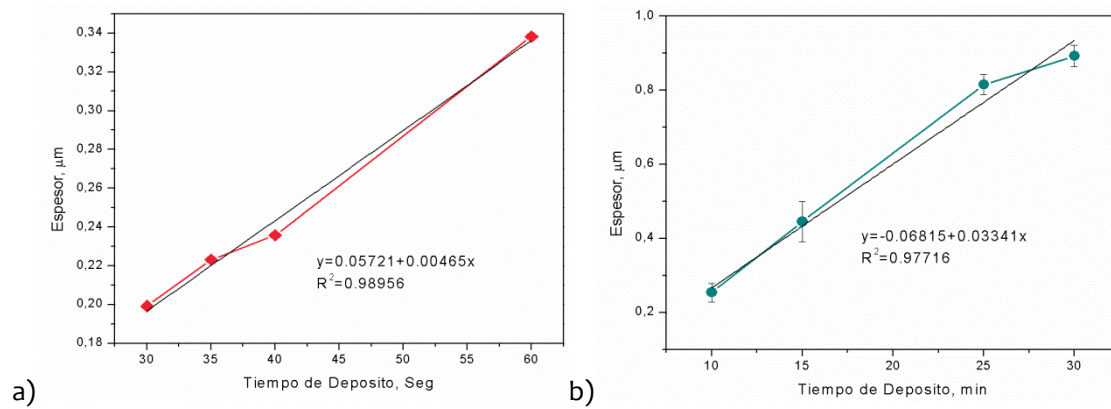 a)
Espesor, μm
0,34
0,32
0,30
0,28
0,26
0,24
0,22
0,20
0,18
y=0.05721+0.00465x
R²=0.98956
30 35 40 45 50 55 60
Tiempo de Deposito, Seg
b)
Espesor, μm
1,0
0,8
0,6
0,4
0,2
y=-0.06815+0.03341x
R²=0.97716
10 15 20 25 30
Tiempo de Deposito, min